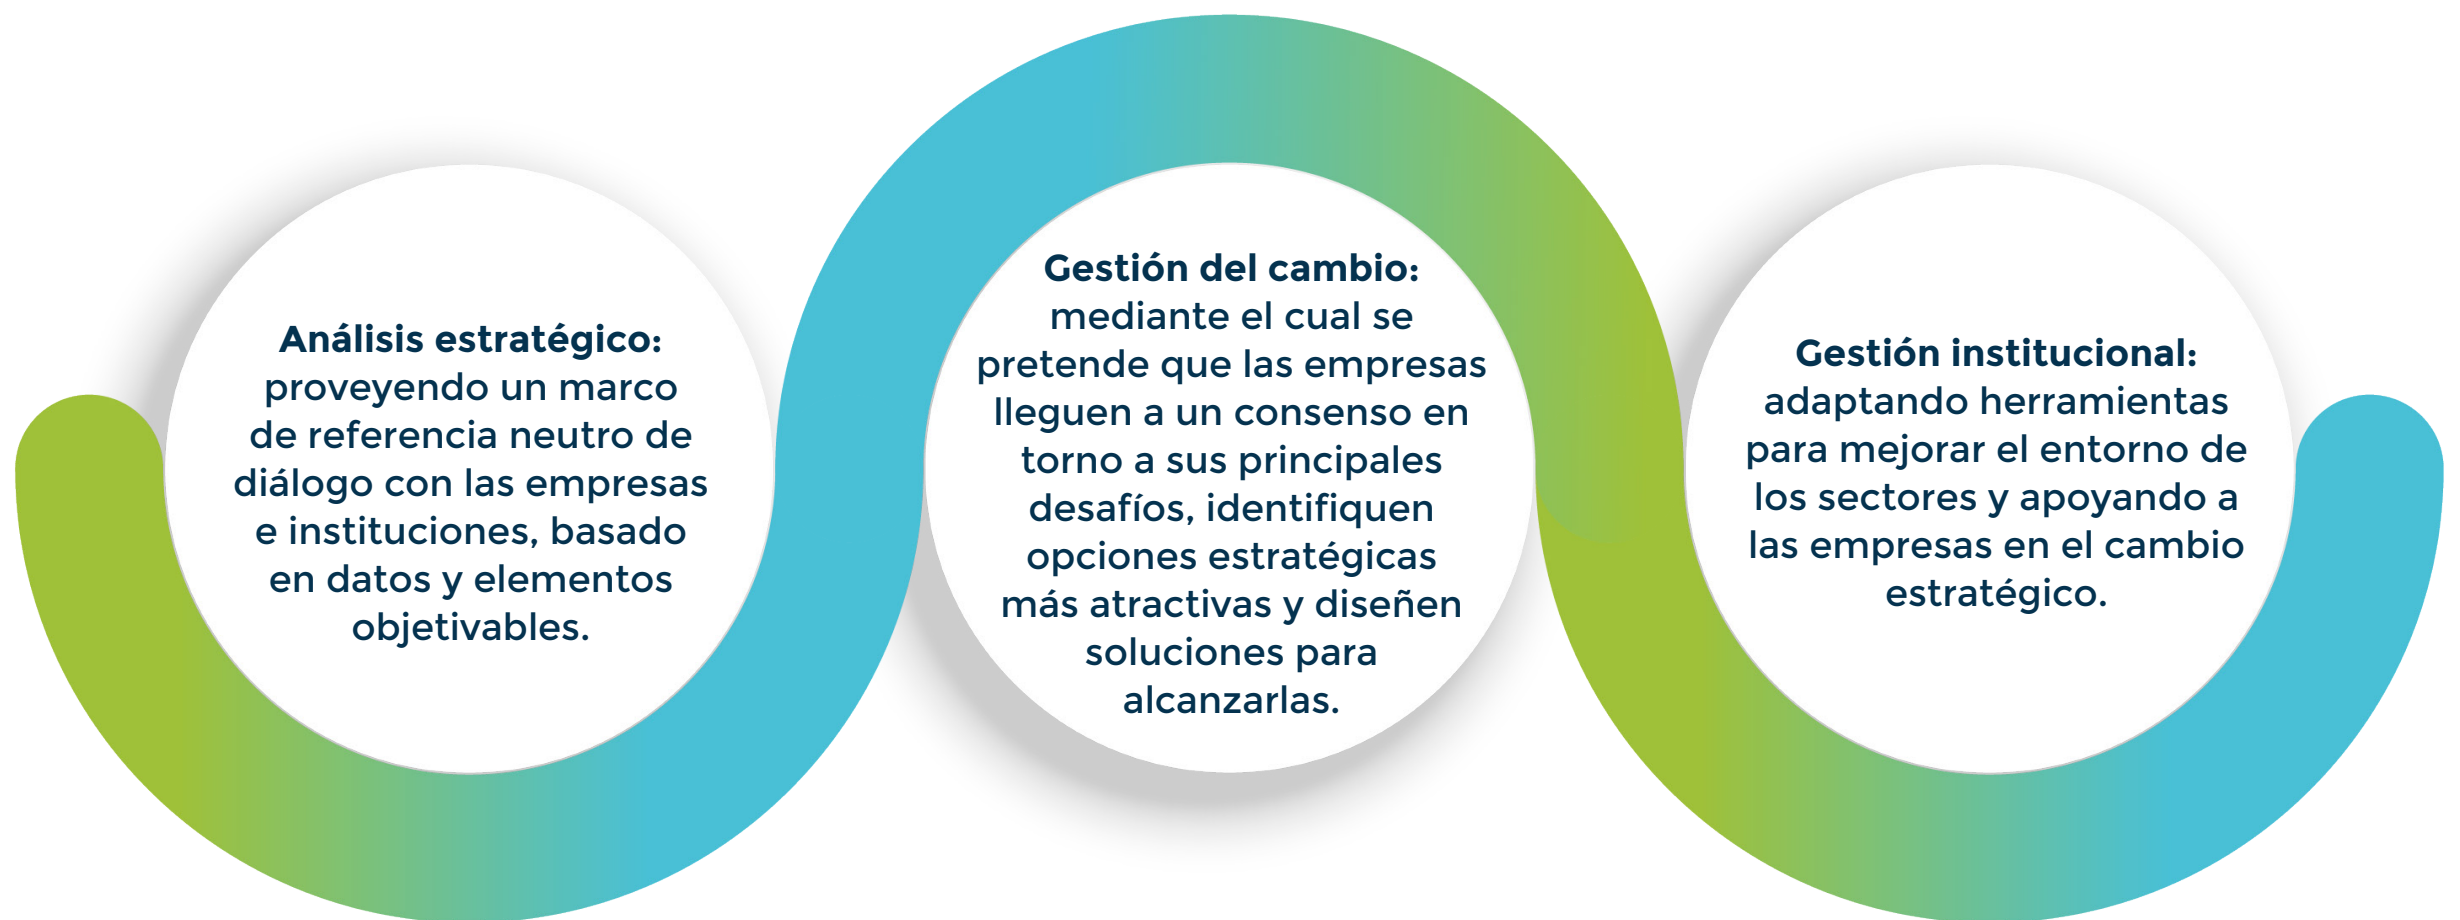 Análisis estratégico:
proveyendo un marco
de referencia neutro de
diálogo con las empresas
e instituciones, basado
en datos y elementos
objetivables.
Gestión del cambio:
mediante el cual se
pretende que las empresas
lleguen a un consenso en
torno a sus principales
desafíos, identifiquen
opciones estratégicas
más atractivas y diseñen
soluciones para
alcanzarlas.
Gestión institucional:
adaptando herramientas
para mejorar el entorno de
los sectores y apoyando a
las empresas en el cambio
estratégico.